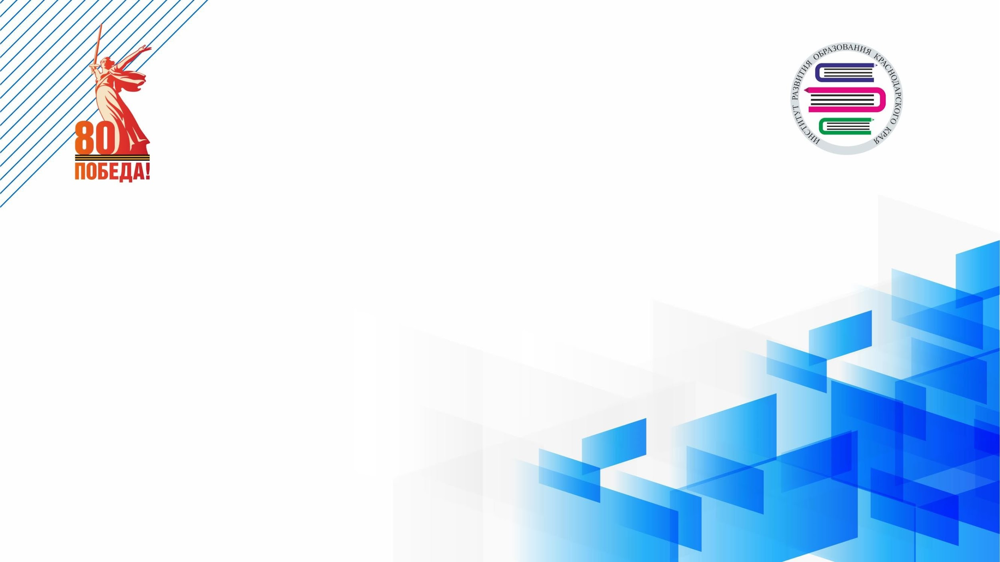 80
ПОБЕДА!
ИНСТИТУТ РАЗВИТИЯ ОБРАЗОВАНИЯ КРАСНОДАРСКОГО КРАЯ